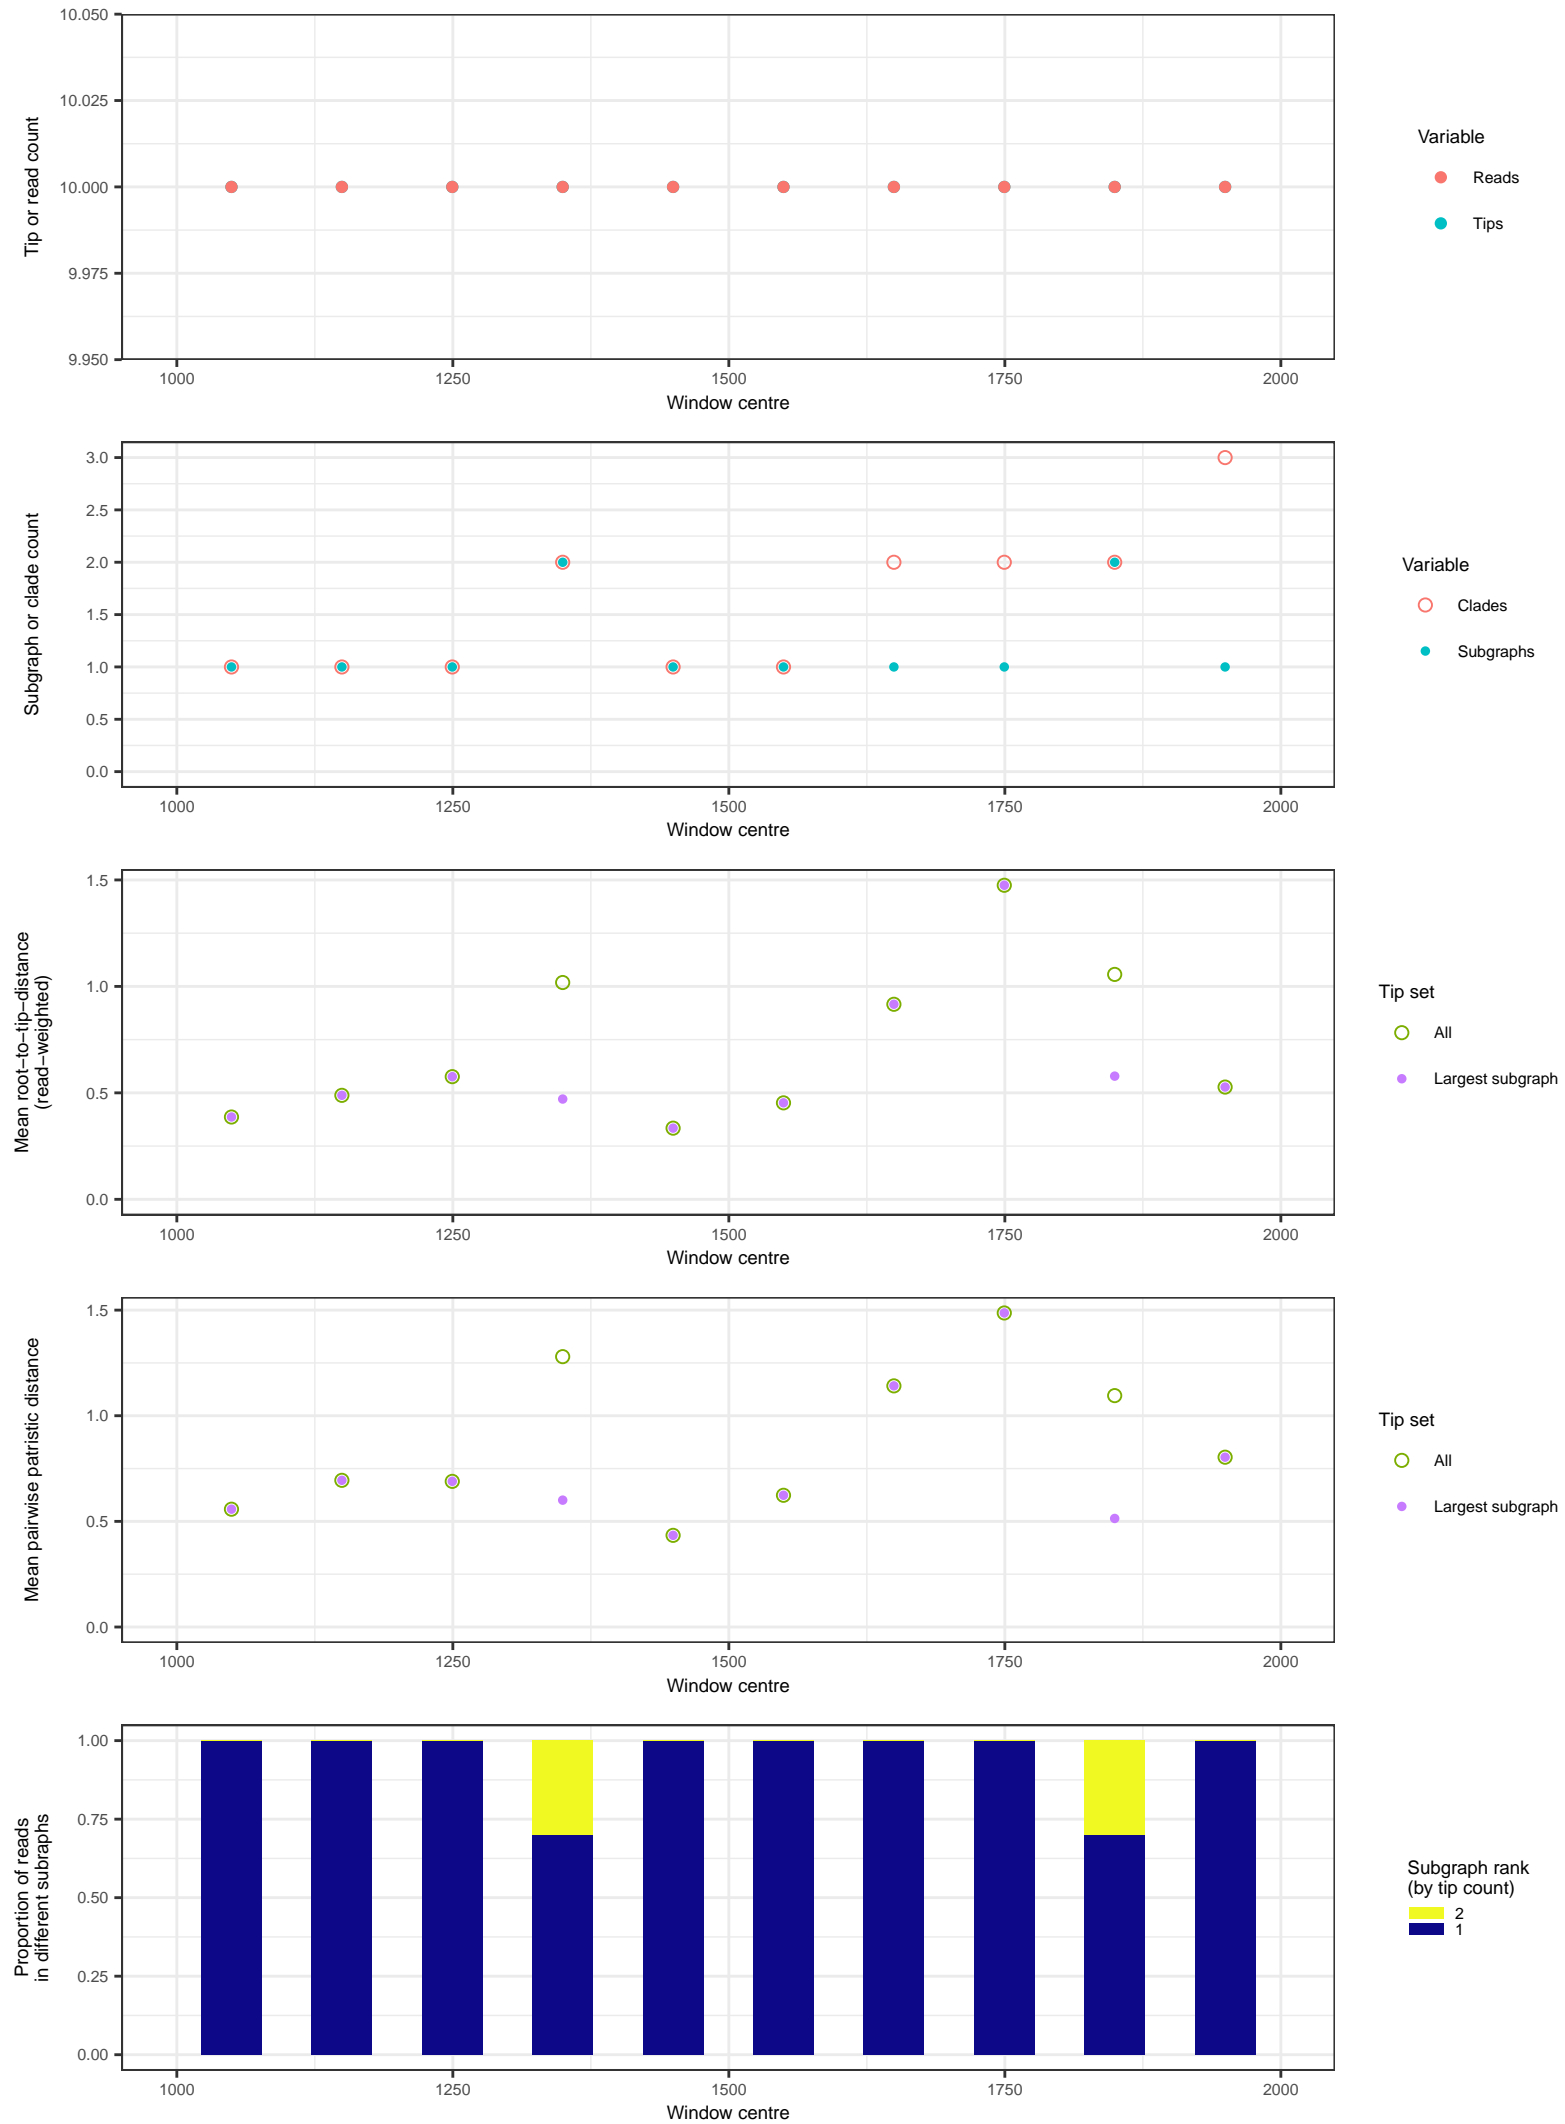 10.050
10.025
10.000
9.975
9.950
Tip or read count
1000 1250 1500 1750 2000
Window centre
Variable
Reads
Tips
3.0
2.5
2.0
1.5
1.0
0.5
0.0
Subgraph or clade count
1000 1250 1500 1750 2000
Window centre
Variable
Clades
Subgraphs
1.5
1.0
0.5
0.0
Mean root−to−tip−distance
(read−weighted)
1000 1250 1500 1750 2000
Window centre
Tip set
All
Largest subgraph
1.5
1.0
0.5
0.0
Mean pairwise patristic distance
1000 1250 1500 1750 2000
Window centre
Tip set
All
Largest subgraph
1.00
0.75
0.50
0.25
0.00
Proportion of reads
in different subraphs
1000 1250 1500 1750 2000
Window centre
Subgraph rank
(by tip count)
2
1